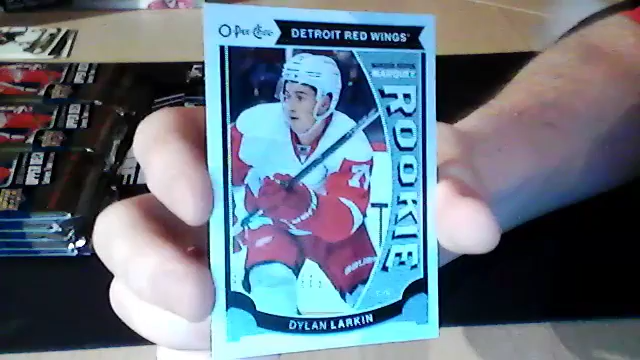 O-Pee-Chee
DETROIT RED WINGS
MARQUEE
ROOKIE
DYLAN LARKIN